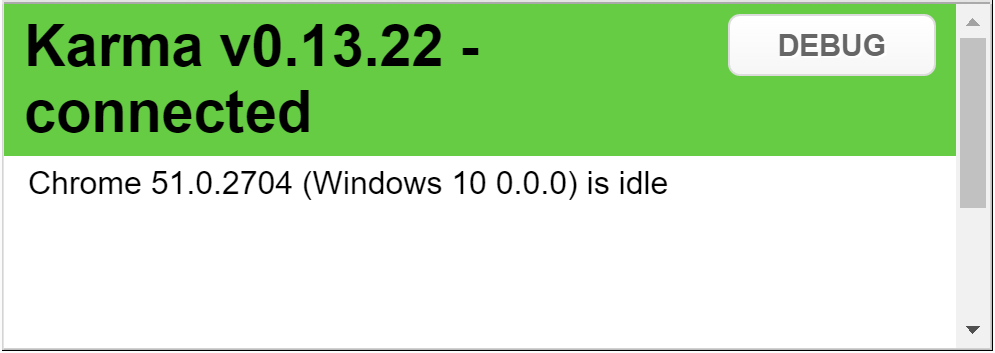 Karma v0.13.22 -
connected
DEBUG
Chrome 51.0.2704 (Windows 10 0.0.0) is idle